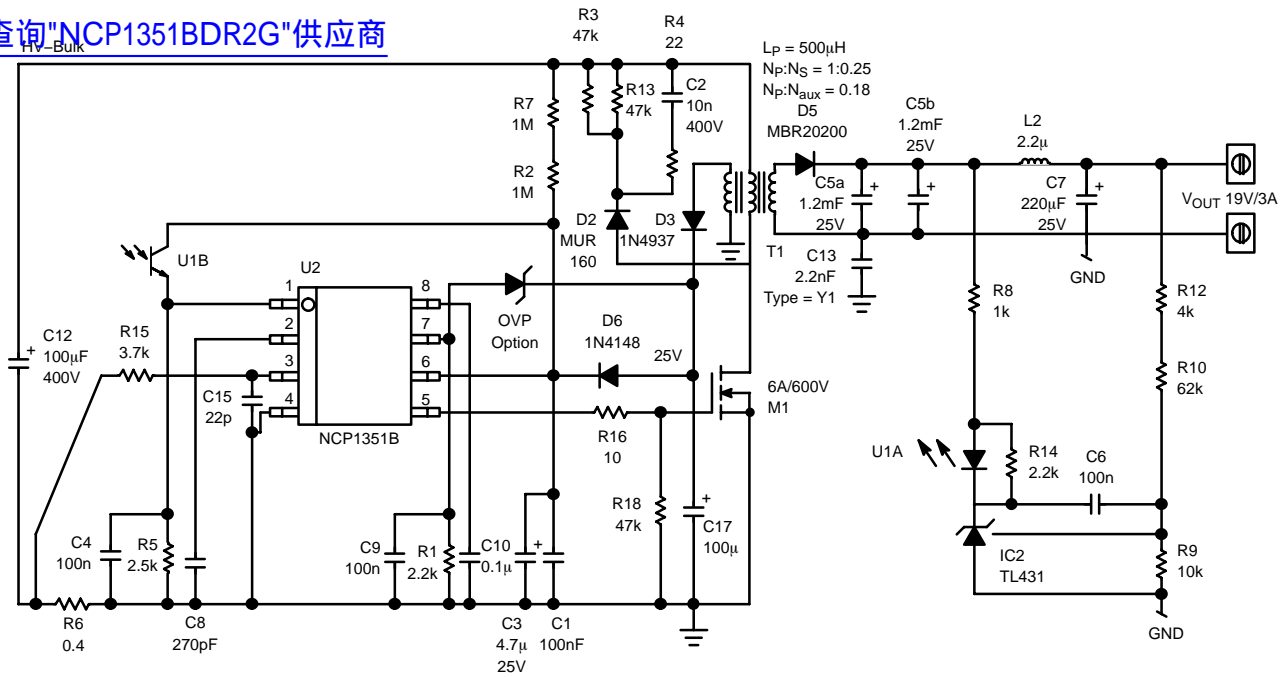 查询"NCP1351BDR2G"供应商
HV–Bulk
R3
47k
R4
22
R13
47k
C2
10n
400V
LP = 500μH
NP:NS = 1:0.25
NP:Naux = 0.18
D5
MBR20200
C5b
1.2mF
25V
L2
2.2μ
R7
1M
R2
1M
D2
MUR
160
1N4937
D3
T1
C5a
1.2mF
25V
C7
220μF
25V
VOUT 19V/3A
GND
C13
2.2nF
Type = Y1
U1B
U2
1
2
3
4
8
7
6
5
NCP1351B
OVP
Option
D6
1N4148
25V
C12
100μF
400V
R15
3.7k
C15
22p
R16
10
6A/600V
M1
R8
1k
R12
4k
R10
62k
U1A
R14
2.2k
C6
100n
R18
47k
C17
100μ
IC2
TL431
R9
10k
GND
C4
100n
R5
2.5k
C9
100n
R1
2.2k
C10
0.1μ
R6
0.4
C8
270pF
C3
4.7μ
25V
C1
100nF